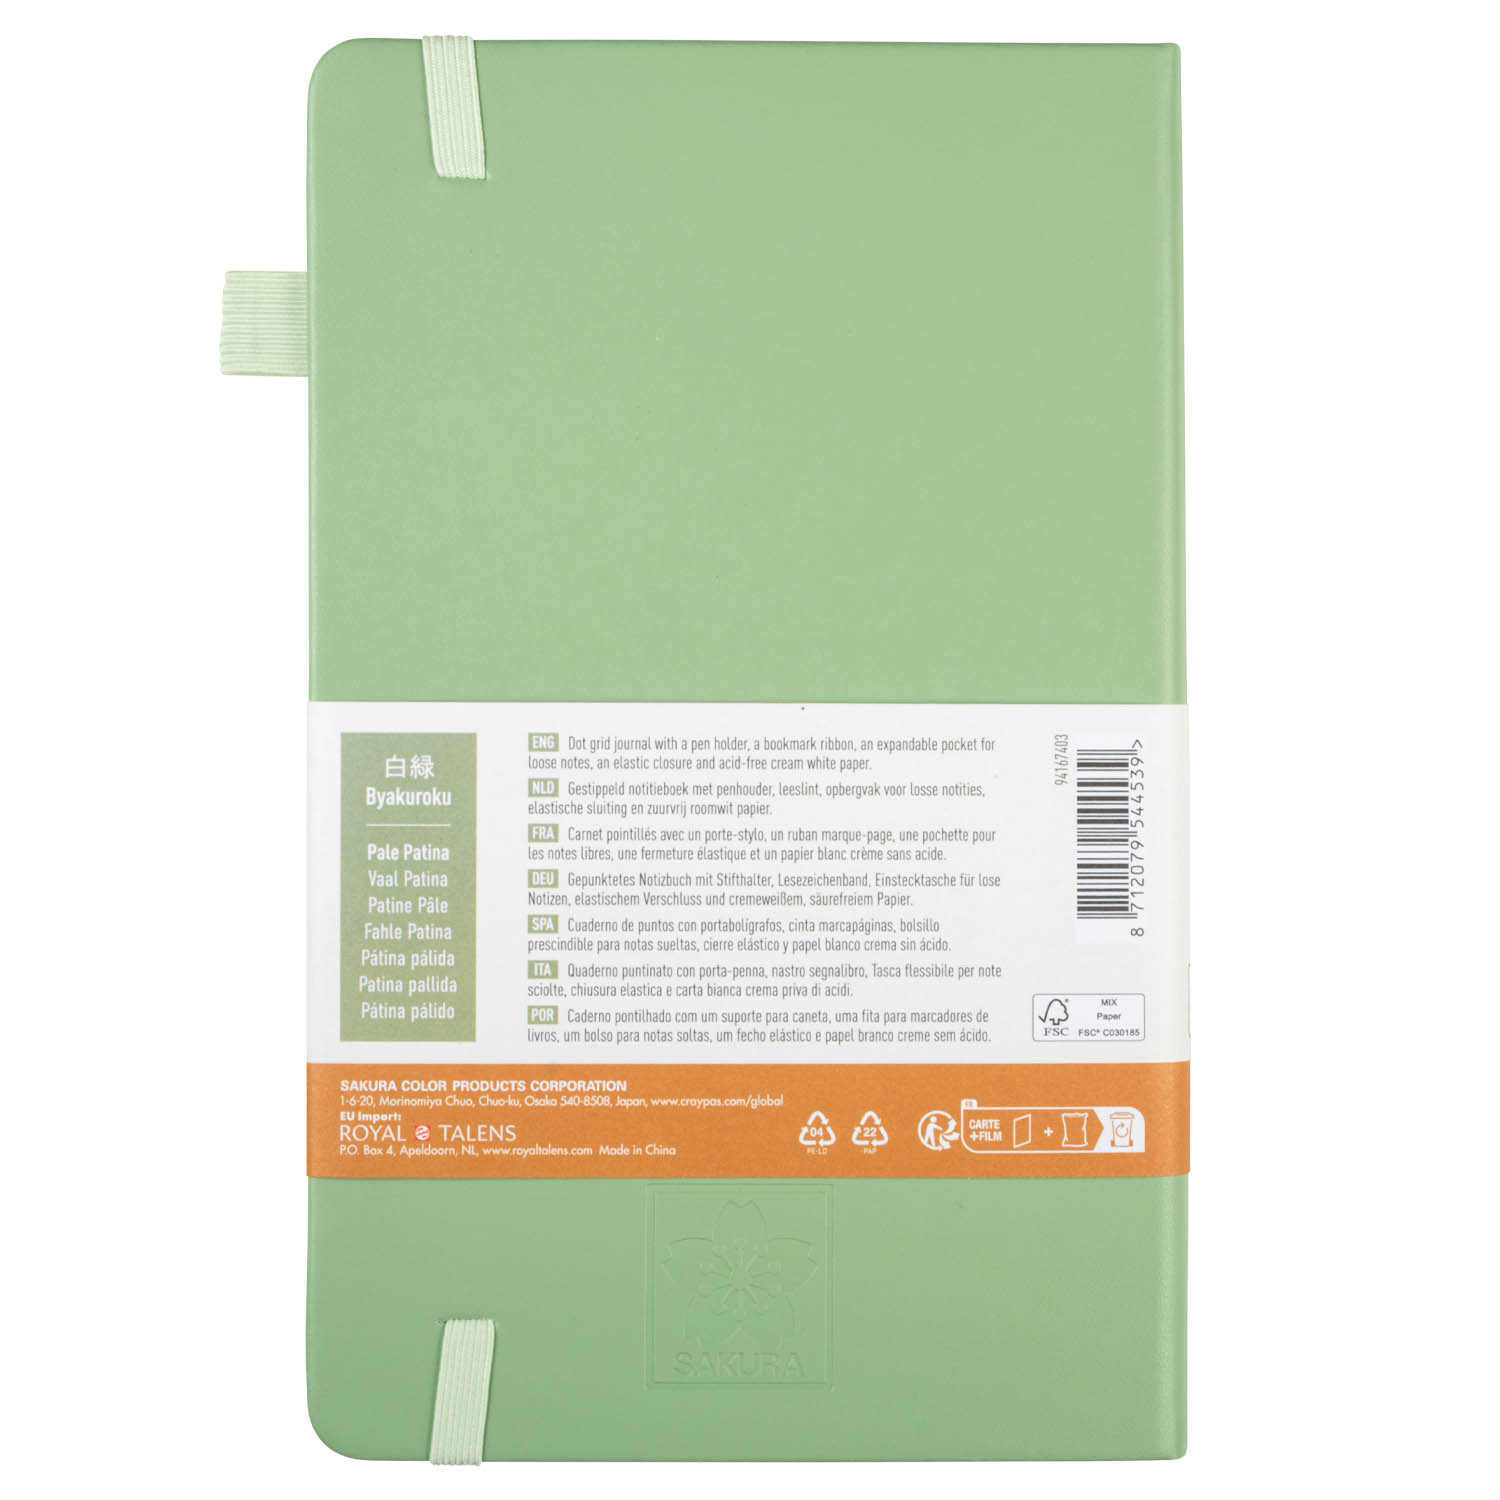 白緑
Byakuroku
Pale Patina
Vaal Patina
Patine Pâle
Fahle Patina
Pátina pálida
Patina pallida
Pátina pálido
ENG Dot grid journal with a pen holder, a bookmark ribbon, an expandable pocket for
loose notes, an elastic closure and acid-free cream white paper.
NLD Gestippeld notitieboek met penhouder, leeslint, opbergvak voor losse notities,
elastische sluiting en zuurvrij roomwit papier.
FRA Carnet pointillés avec un porte-stylo, un ruban marque-page, une pochette pour
les notes libres, une fermeture élastique et un papier blanc crème sans acide.
DEU Gepunktetes Notizbuch mit Stifthalter, Lesezeichenband, Einstecktasche für lose
Notizen, elastischem Verschluss und cremeweißem, säurefreiem Papier.
SPA Cuaderno de puntos con portabolígrafos, cinta marcapáginas, bolsillo
prescindible para notas sueltas, cierre elástico y papel blanco crema sin ácido.
ITA Quaderno puntinato con porta-penna, nastro segnalibro, Tasca flessibile per note
sciolte, chiusura elastica e carta bianca crema priva di acidi.
POR Caderno pontilhado com um suporte para caneta, uma fita para marcadores de
livros, um bolso para notas soltas, um fecho elástico e papel branco creme sem ácido.
94167403
8 712079 544539 >
FSC
MIX
Paper
FSC® C030185
SAKURA COLOR PRODUCTS CORPORATION
1-6-20, Morinomiya Chuo, Chuo-ku, Osaka 540-8508, Japan, www.craypas.com/global
EU Import:
ROYAL TALENS
P.O. Box 4, Apeldoorn, NL, www.royaltalens.com Made in China
04
PE-LD
22
PAP
FR
CARTE
+FILM
+
SAKURA